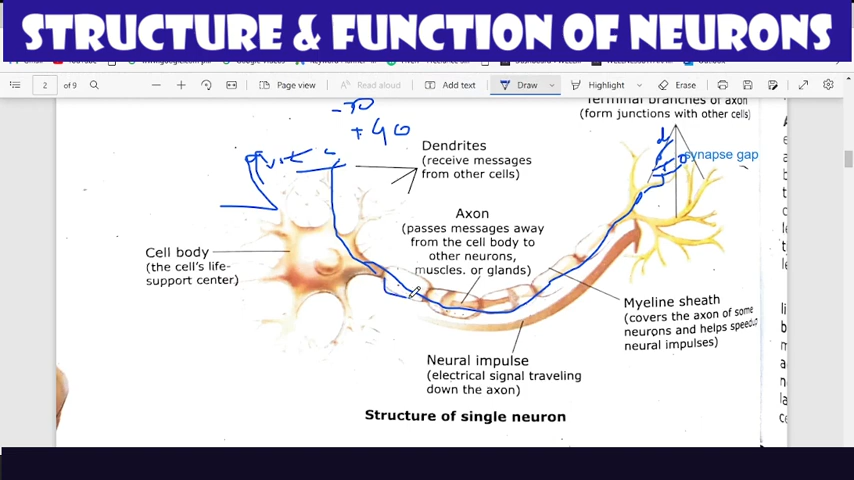 STRUCTURE & FUNCTION OF NEURONS
2 of 9
Page view
Read aloud
Add text
Draw
Highlight
Erase
Terminal branches of axon
(form junctions with other cells)
-70
+40
Dendrites
(receive messages
from other cells)
synapse gap
Axon
(passes messages away
from the cell body to
other neurons,
muscles. or glands)
Cell body
(the cell's life-
support center)
Myeline sheath
(covers the axon of some
neurons and helps speedup
neural impulses)
Neural impulse
(electrical signal traveling
down the axon)
Structure of single neuron